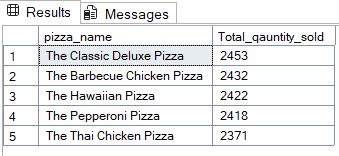 Results Messages
pizza_name Total_qauntity_sold
1 The Classic Deluxe Pizza 2453
2 The Barbecue Chicken Pizza 2432
3 The Hawaiian Pizza 2422
4 The Pepperoni Pizza 2418
5 The Thai Chicken Pizza 2371